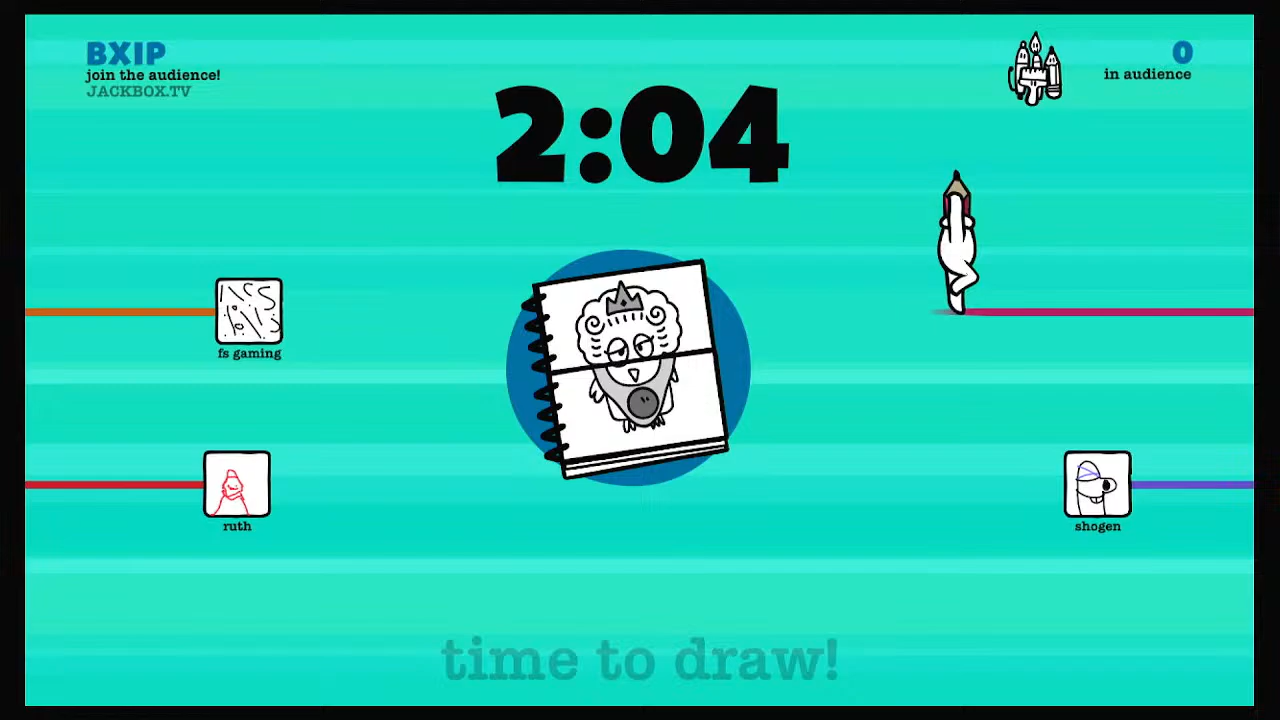 BXIP
join the audience!
JACKBOX.TV
0
in audience
2:04
fs gaming
ruth
shogen
time to draw!